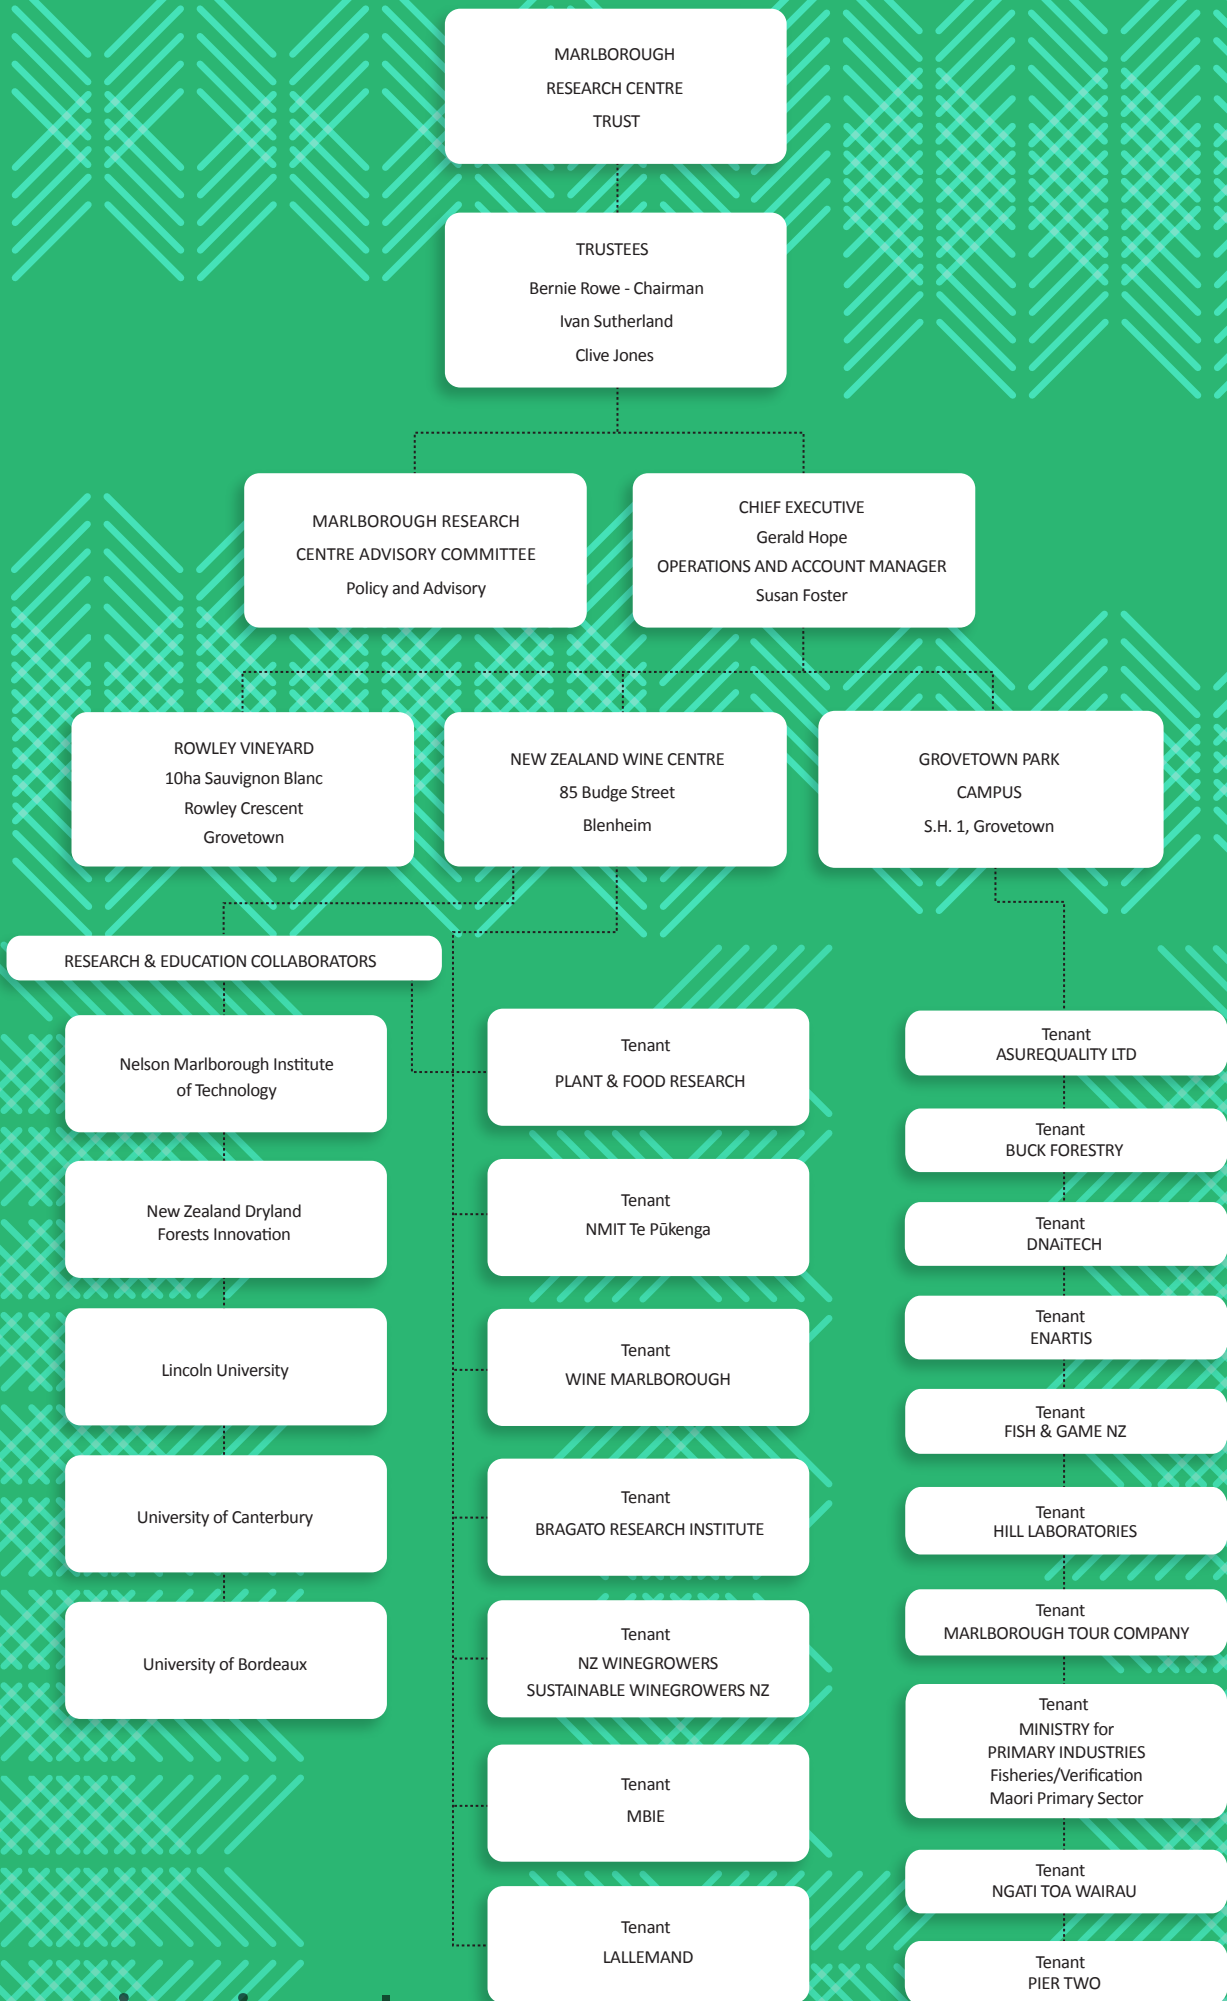 MARLBOROUGH
RESEARCH CENTRE
TRUST
TRUSTEES
Bernie Rowe - Chairman
Ivan Sutherland
Clive Jones
MARLBOROUGH RESEARCH
CENTRE ADVISORY COMMITTEE
Policy and Advisory
CHIEF EXECUTIVE
Gerald Hope
OPERATIONS AND ACCOUNT MANAGER
Susan Foster
ROWLEY VINEYARD
10ha Sauvignon Blanc
Rowley Crescent
Grovetown
NEW ZEALAND WINE CENTRE
85 Budge Street
Blenheim
GROVETOWN PARK
CAMPUS
S.H. 1, Grovetown
RESEARCH & EDUCATION COLLABORATORS
Nelson Marlborough Institute
of Technology
New Zealand Dryland
Forests Innovation
Lincoln University
University of Canterbury
University of Bordeaux
Tenant
PLANT & FOOD RESEARCH
Tenant
NMIT Te Pūkenga
Tenant
WINE MARLBOROUGH
Tenant
BRAGATO RESEARCH INSTITUTE
Tenant
NZ WINEGROWERS
SUSTAINABLE WINEGROWERS NZ
Tenant
MBIE
Tenant
LALLEMAND
Tenant
ASUREQUALITY LTD
Tenant
BUCK FORESTRY
Tenant
DNAiTECH
Tenant
ENARTIS
Tenant
FISH & GAME NZ
Tenant
HILL LABORATORIES
Tenant
MARLBOROUGH TOUR COMPANY
Tenant
MINISTRY for
PRIMARY INDUSTRIES
Fisheries/Verification
Maori Primary Sector
Tenant
NGATI TOA WAIRAU
Tenant
PIER TWO